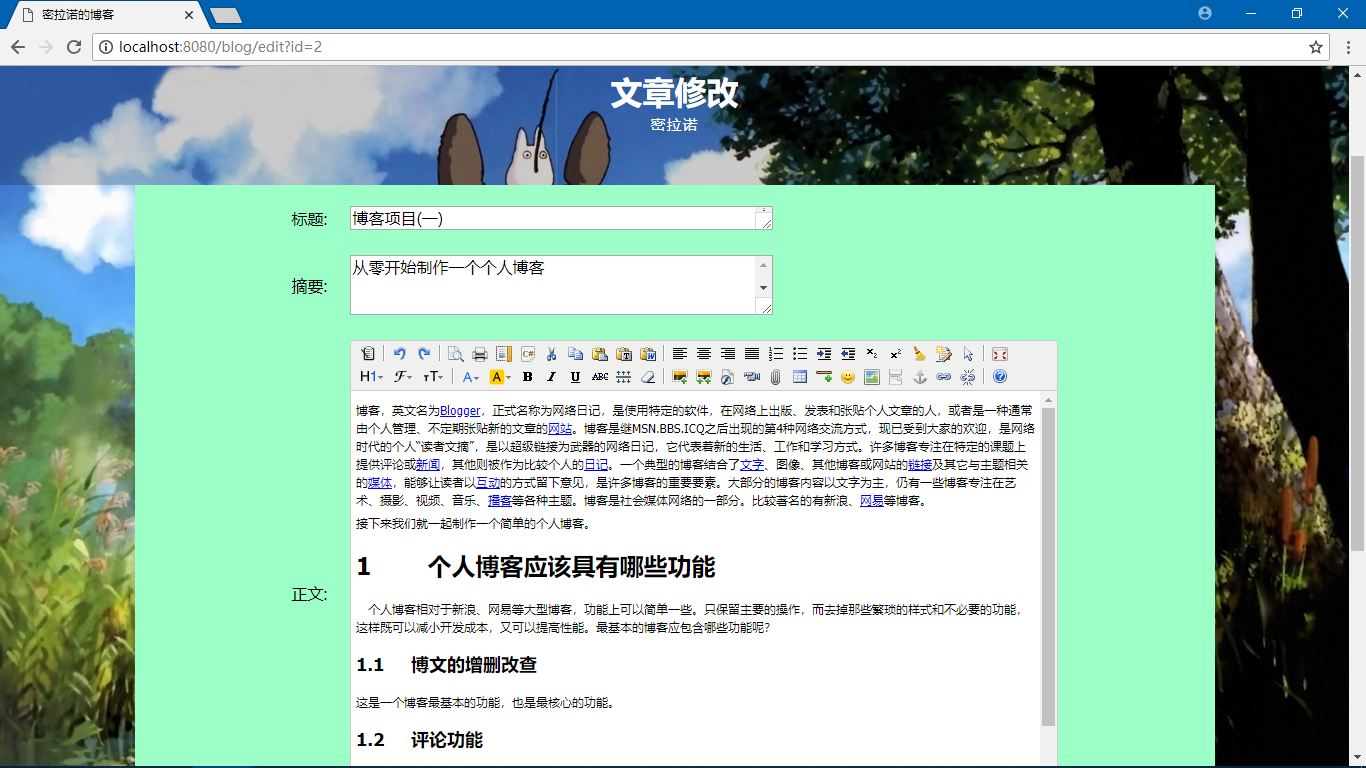 密拉诺的博客
localhost:8080/blog/edit?id=2
文章修改
密拉诺
标题:
博客项目(一)
摘要:
从零开始制作一个个人博客
C#
T
W
H1
ℱ
тT
A
A
B
I
U
ABC
正文:
博客，英文名为Blogger，正式名称为网络日记，是使用特定的软件，在网络上出版、发表和张贴个人文章的人，或者是一种通常
由个人管理、不定期张贴新的文章的网站。博客是继MSN.BBS.ICQ之后出现的第4种网络交流方式，现已受到大家的欢迎，是网络
时代的个人“读者文摘”，是以超级链接为武器的网络日记，它代表着新的生活、工作和学习方式。许多博客专注在特定的课题上
提供评论或新闻，其他则被作为比较个人的日记。一个典型的博客结合了文字、图像、其他博客或网站的链接及其它与主题相关
的媒体，能够让读者以互动的方式留下意见，是许多博客的重要要素。大部分的博客内容以文字为主，仍有一些博客专注在艺
术、摄影、视频、音乐、播客等各种主题。博客是社会媒体网络的一部分。比较著名的有新浪、网易等博客。
接下来我们就一起制作一个简单的个人博客。
1 个人博客应该具有哪些功能
个人博客相对于新浪、网易等大型博客，功能上可以简单一些。只保留主要的操作，而去掉那些繁琐的样式和不必要的功能，
这样既可以减小开发成本，又可以提高性能。最基本的博客应包含哪些功能呢？
1.1 博文的增删改查
这是一个博客最基本的功能，也是最核心的功能。
1.2 评论功能